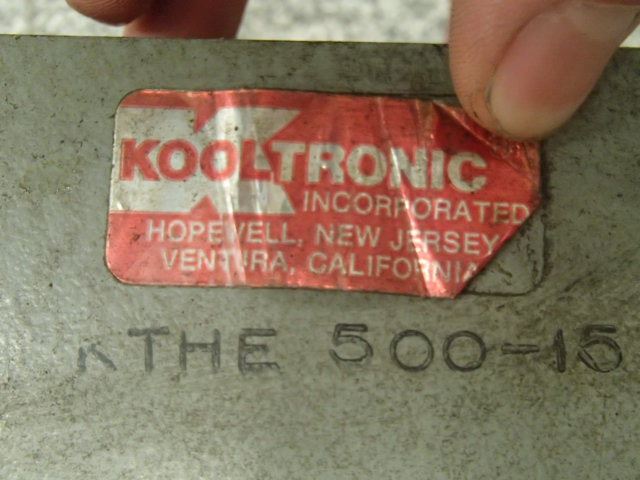 KOOLTRONIC
INCORPORATED
HOPEWELL, NEW JERSEY
VENTURA, CALIFORNIA
KTHE 500-15